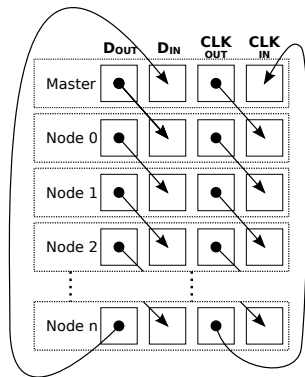 DOUT DIN CLK OUT CLK IN
Master
Node 0
Node 1
Node 2
Node n